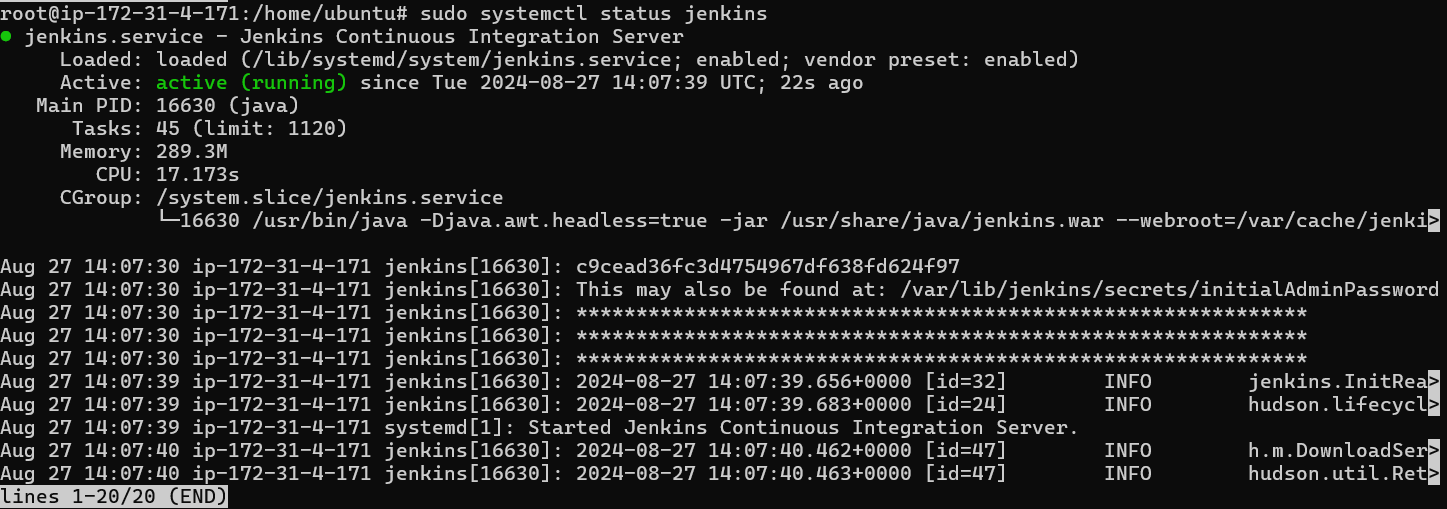 root@ip-172-31-4-171:/home/ubuntu# sudo systemctl status jenkins
● jenkins.service - Jenkins Continuous Integration Server
     Loaded: loaded (/lib/systemd/system/jenkins.service; enabled; vendor preset: enabled)
     Active: active (running) since Tue 2024-08-27 14:07:39 UTC; 22s ago
   Main PID: 16630 (java)
      Tasks: 45 (limit: 1120)
     Memory: 289.3M
        CPU: 17.173s
     CGroup: /system.slice/jenkins.service
             └─16630 /usr/bin/java -Djava.awt.headless=true -jar /usr/share/java/jenkins.war --webroot=/var/cache/jenki>
Aug 27 14:07:30 ip-172-31-4-171 jenkins[16630]: c9cead36fc3d4754967df638fd624f97
Aug 27 14:07:30 ip-172-31-4-171 jenkins[16630]: This may also be found at: /var/lib/jenkins/secrets/initialAdminPassword
Aug 27 14:07:30 ip-172-31-4-171 jenkins[16630]: *************************************************************
Aug 27 14:07:30 ip-172-31-4-171 jenkins[16630]: *************************************************************
Aug 27 14:07:30 ip-172-31-4-171 jenkins[16630]: *************************************************************
Aug 27 14:07:39 ip-172-31-4-171 jenkins[16630]: 2024-08-27 14:07:39.656+0000 [id=32]        INFO        jenkins.InitRea>
Aug 27 14:07:39 ip-172-31-4-171 jenkins[16630]: 2024-08-27 14:07:39.683+0000 [id=24]        INFO        hudson.lifecycl>
Aug 27 14:07:39 ip-172-31-4-171 systemd[1]: Started Jenkins Continuous Integration Server.
Aug 27 14:07:40 ip-172-31-4-171 jenkins[16630]: 2024-08-27 14:07:40.462+0000 [id=47]        INFO        h.m.DownloadSer>
Aug 27 14:07:40 ip-172-31-4-171 jenkins[16630]: 2024-08-27 14:07:40.463+0000 [id=47]        INFO        hudson.util.Ret>
lines 1-20/20 (END)